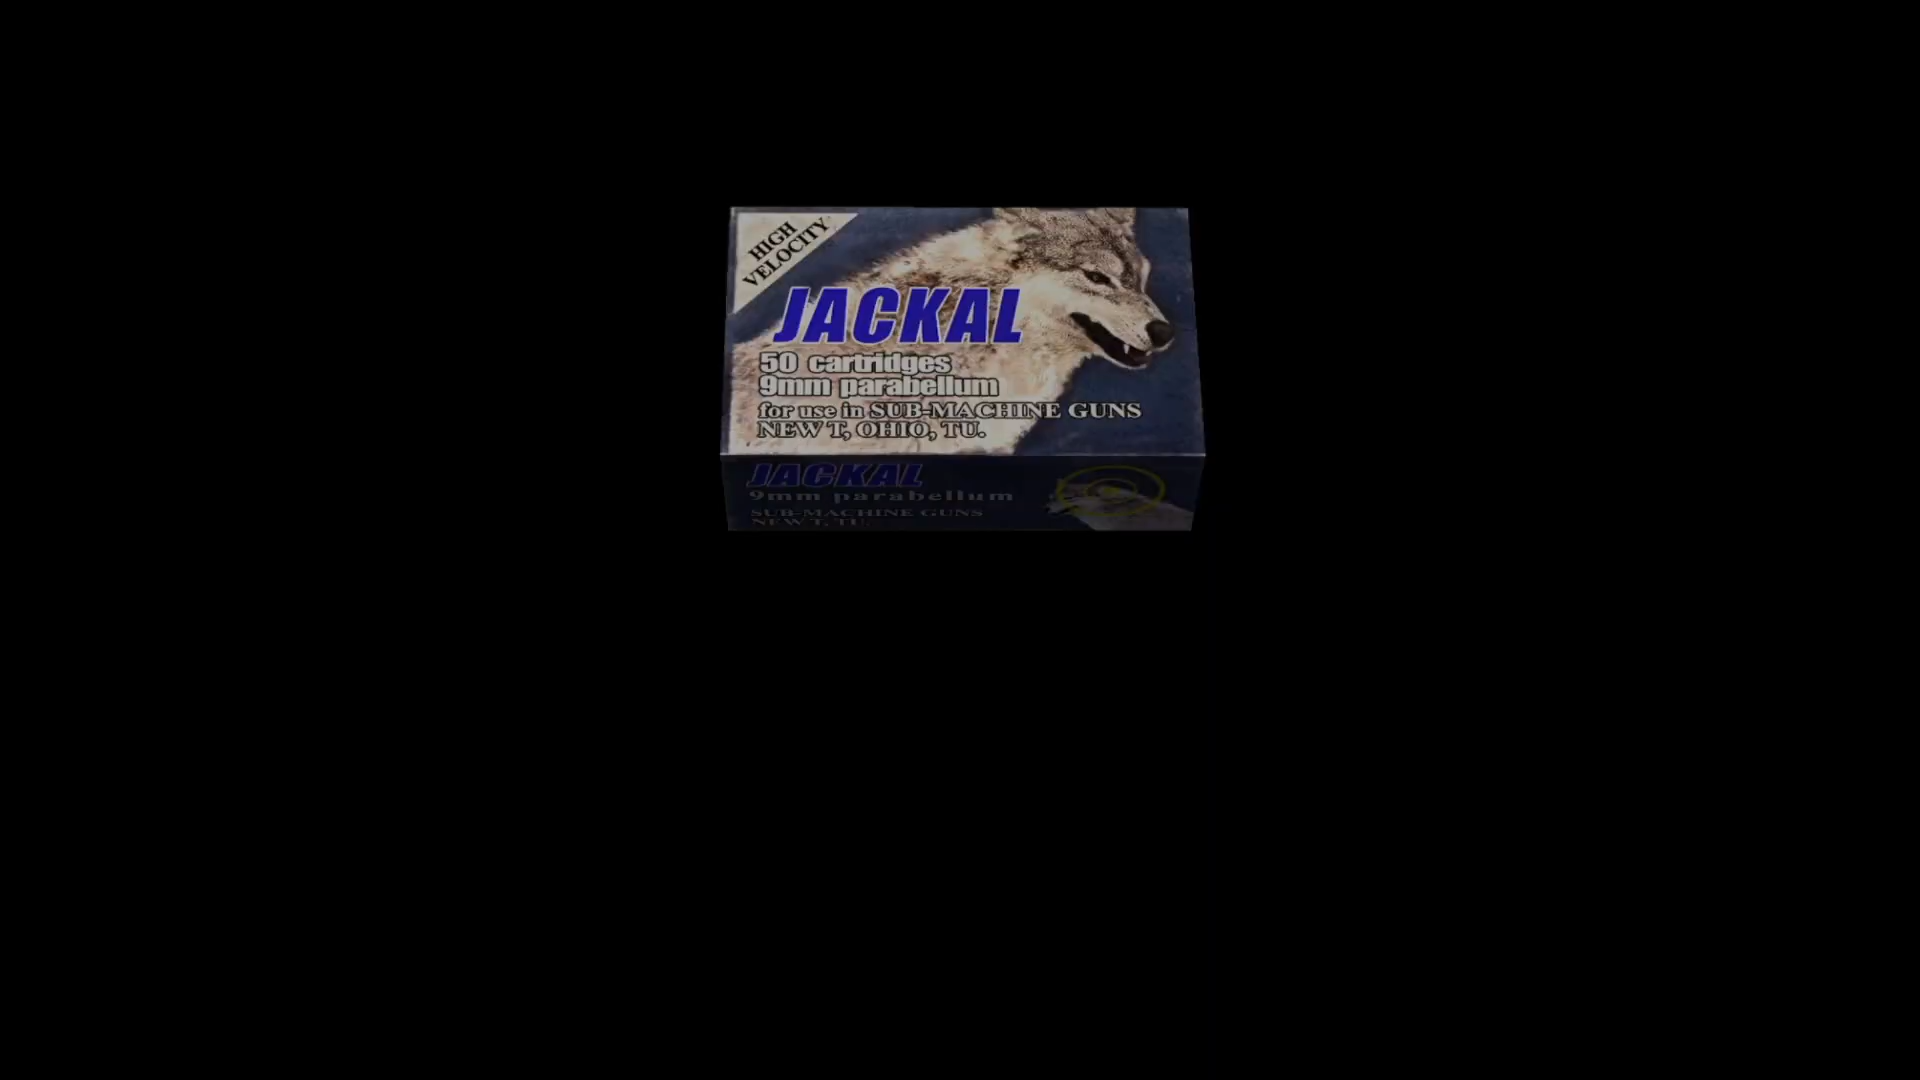 HIGH
VELOCITY
JACKAL
50 cartridges
9mm parabellum
for use in SUB-MACHINE GUNS
NEW T, OHIO, TU.
JACKAL
9mm parabellum
SUB-MACHINE GUNS
NEW T, TU.